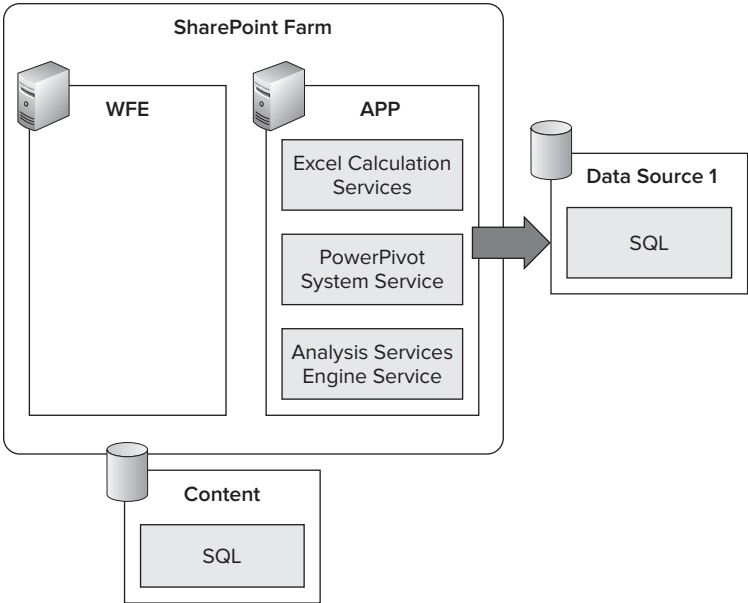 SharePoint Farm
WFE
APP
Excel Calculation
Services
PowerPivot
System Service
Analysis Services
Engine Service
Data Source 1
SQL
Content
SQL